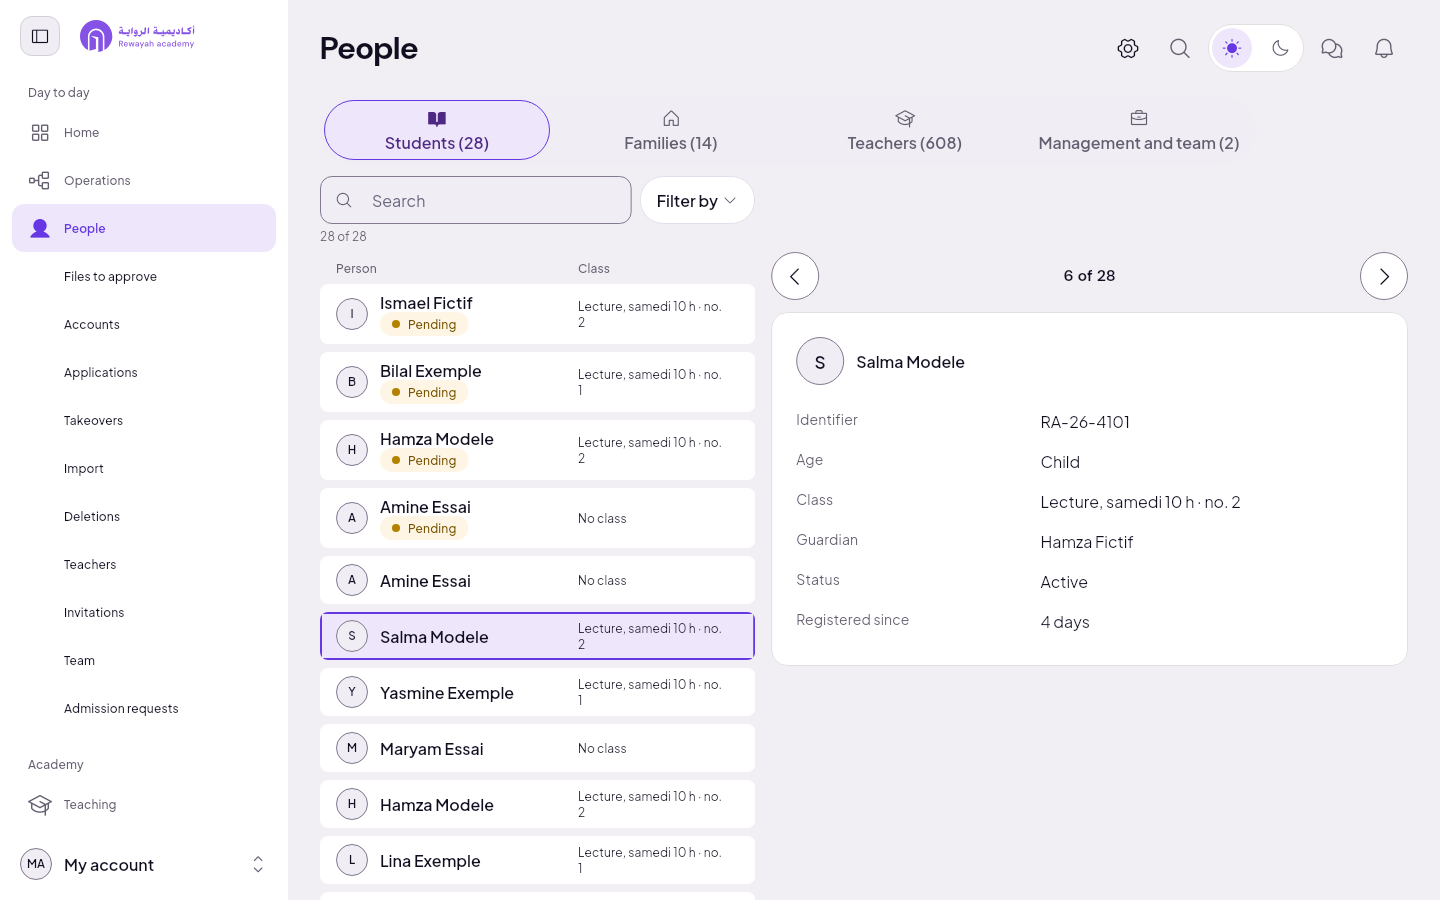 أكاديمية الرواية
Rewayah academy
Day to day
Home
Operations
People
Files to approve
Accounts
Applications
Takeovers
Import
Deletions
Teachers
Invitations
Team
Admission requests
Academy
Teaching
MA My account
People
Students (28)
Families (14)
Teachers (608)
Management and team (2)
Search
Filter by
28 of 28
Person Class
I Ismael Fictif
Pending
Lecture, samedi 10 h · no.
2
B Bilal Exemple
Pending
Lecture, samedi 10 h · no.
1
H Hamza Modele
Pending
Lecture, samedi 10 h · no.
2
A Amine Essai
Pending
No class
A Amine Essai
No class
S Salma Modele
Lecture, samedi 10 h · no.
2
Y Yasmine Exemple
Lecture, samedi 10 h · no.
1
M Maryam Essai
No class
H Hamza Modele
Lecture, samedi 10 h · no.
2
L Lina Exemple
Lecture, samedi 10 h · no.
1
6 of 28
S Salma Modele
Identifier RA-26-4101
Age Child
Class Lecture, samedi 10 h · no. 2
Guardian Hamza Fictif
Status Active
Registered since 4 days